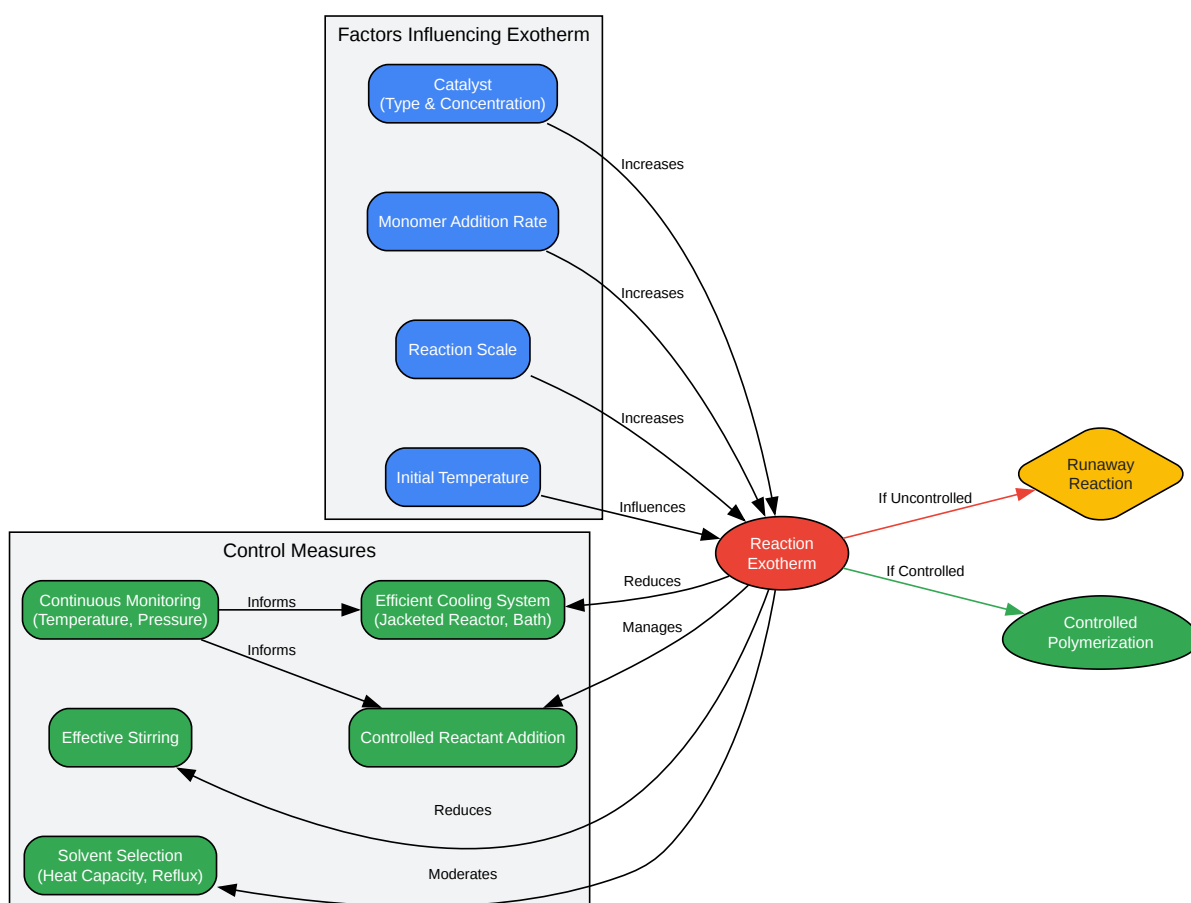 Factors Influencing Exotherm
Catalyst
(Type & Concentration)
Increases
Monomer Addition Rate
Increases
Reaction Scale
Increases
Initial Temperature
Influences
Runaway
Reaction
If Uncontrolled
Reaction
Exotherm
If Controlled
Controlled
Polymerization
Control Measures
Continuous Monitoring
(Temperature, Pressure)
Informs
Efficient Cooling System
(Jacketed Reactor, Bath)
Reduces
Manages
Informs
Effective Stirring
Controlled Reactant Addition
Reduces
Solvent Selection
(Heat Capacity, Reflux)
Moderates